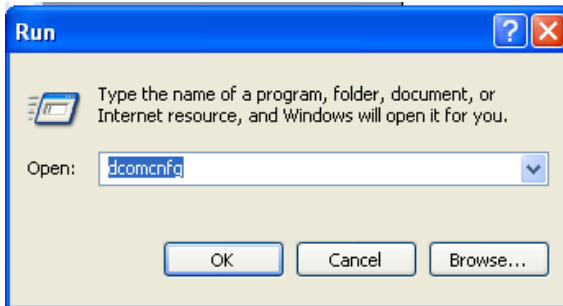 Run
Type the name of a program, folder, document, or
Internet resource, and Windows will open it for you.
Open: dcomcnfg
OK Cancel Browse...